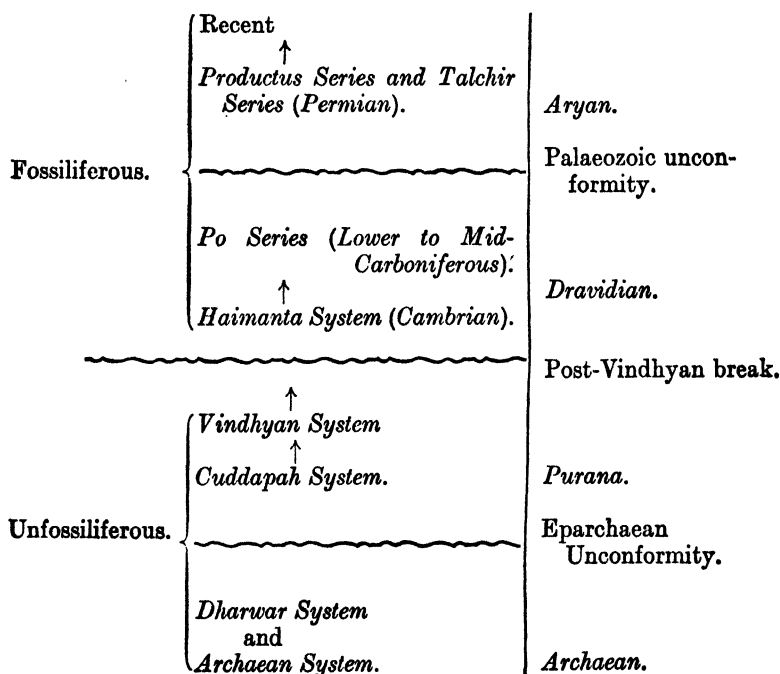 Recent
↑
Productus Series and Talchir
Series (Permian).
Aryan.
Fossiliferous.
Palaeozoic uncon-
formity.
Po Series (Lower to Mid-
Carboniferous).
↑
Dravidian.
Haimanta System (Cambrian).
Post-Vindhyan break.
↑
Vindhyan System
↑
Cuddapah System.
Purana.
Unfossiliferous.
Eparchaean
Unconformity.
Dharwar System
and
Archaean System.
Archaean.